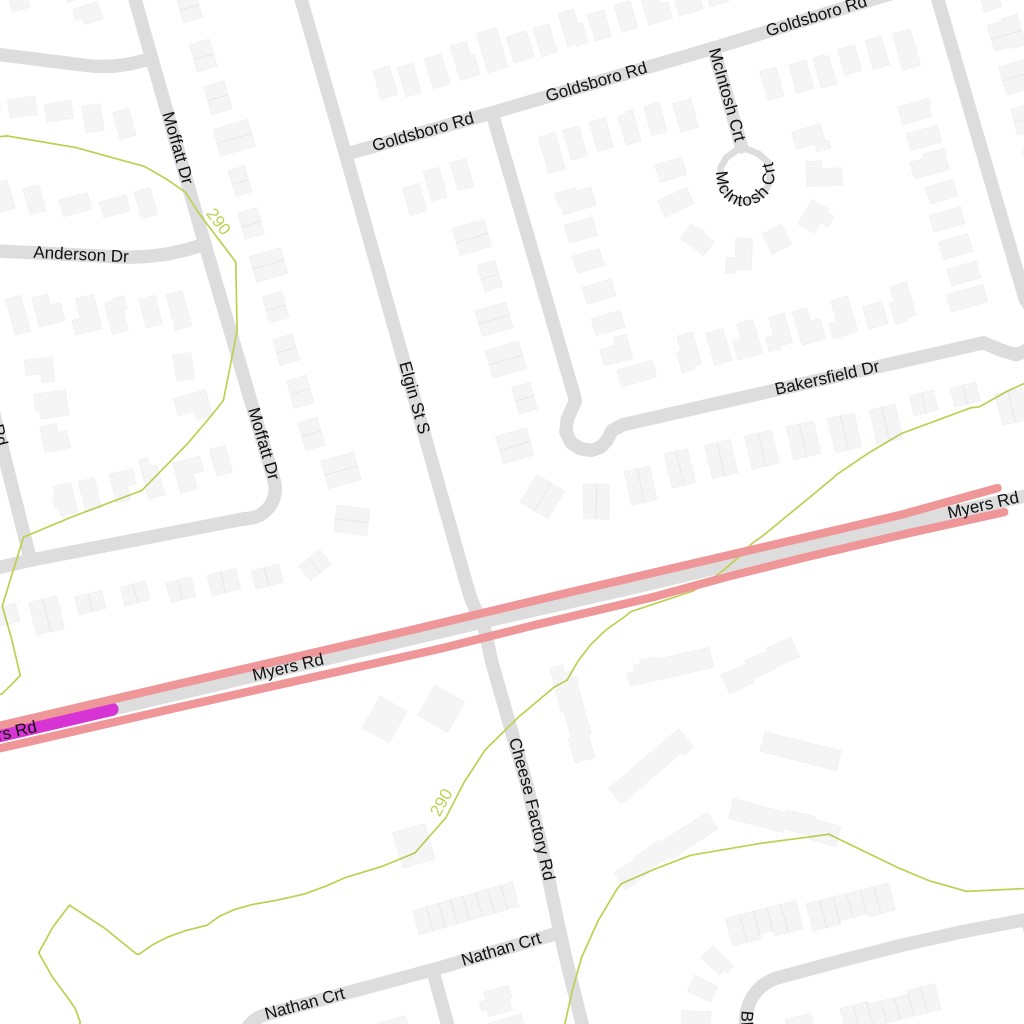 Goldsboro Rd
Goldsboro Rd
Goldsboro Rd
McIntosh Crt
McIntosh Crt
Moffatt Dr
290
Anderson Dr
Elgin St S
Bakersfield Dr
Moffatt Dr
Rd
Myers Rd
Myers Rd
Rd
Cheese Factory Rd
290
Nathan Crt
Nathan Crt